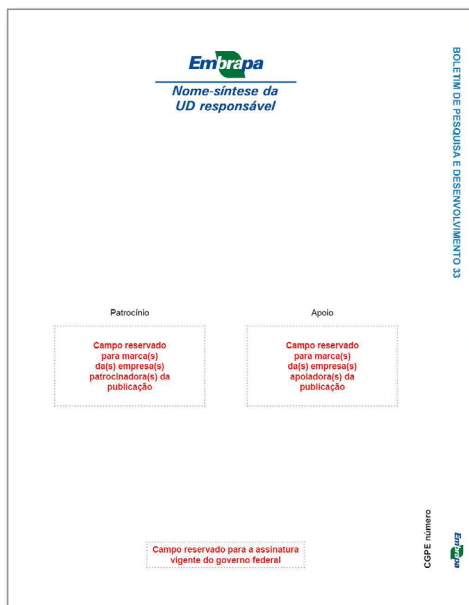 Embrapa
Nome-síntese da
UD responsável
BOLETIM DE PESQUISA E DESENVOLVIMENTO 33
Patrocínio
Apoio
Campo reservado
para marca(s)
da(s) empresa(s)
patrocinadora(s) da
publicação
Campo reservado
para marca(s)
da(s) empresa(s)
apoiadora(s) da
publicação
Campo reservado para a assinatura
vigente do governo federal
CGPE número
Embrapa